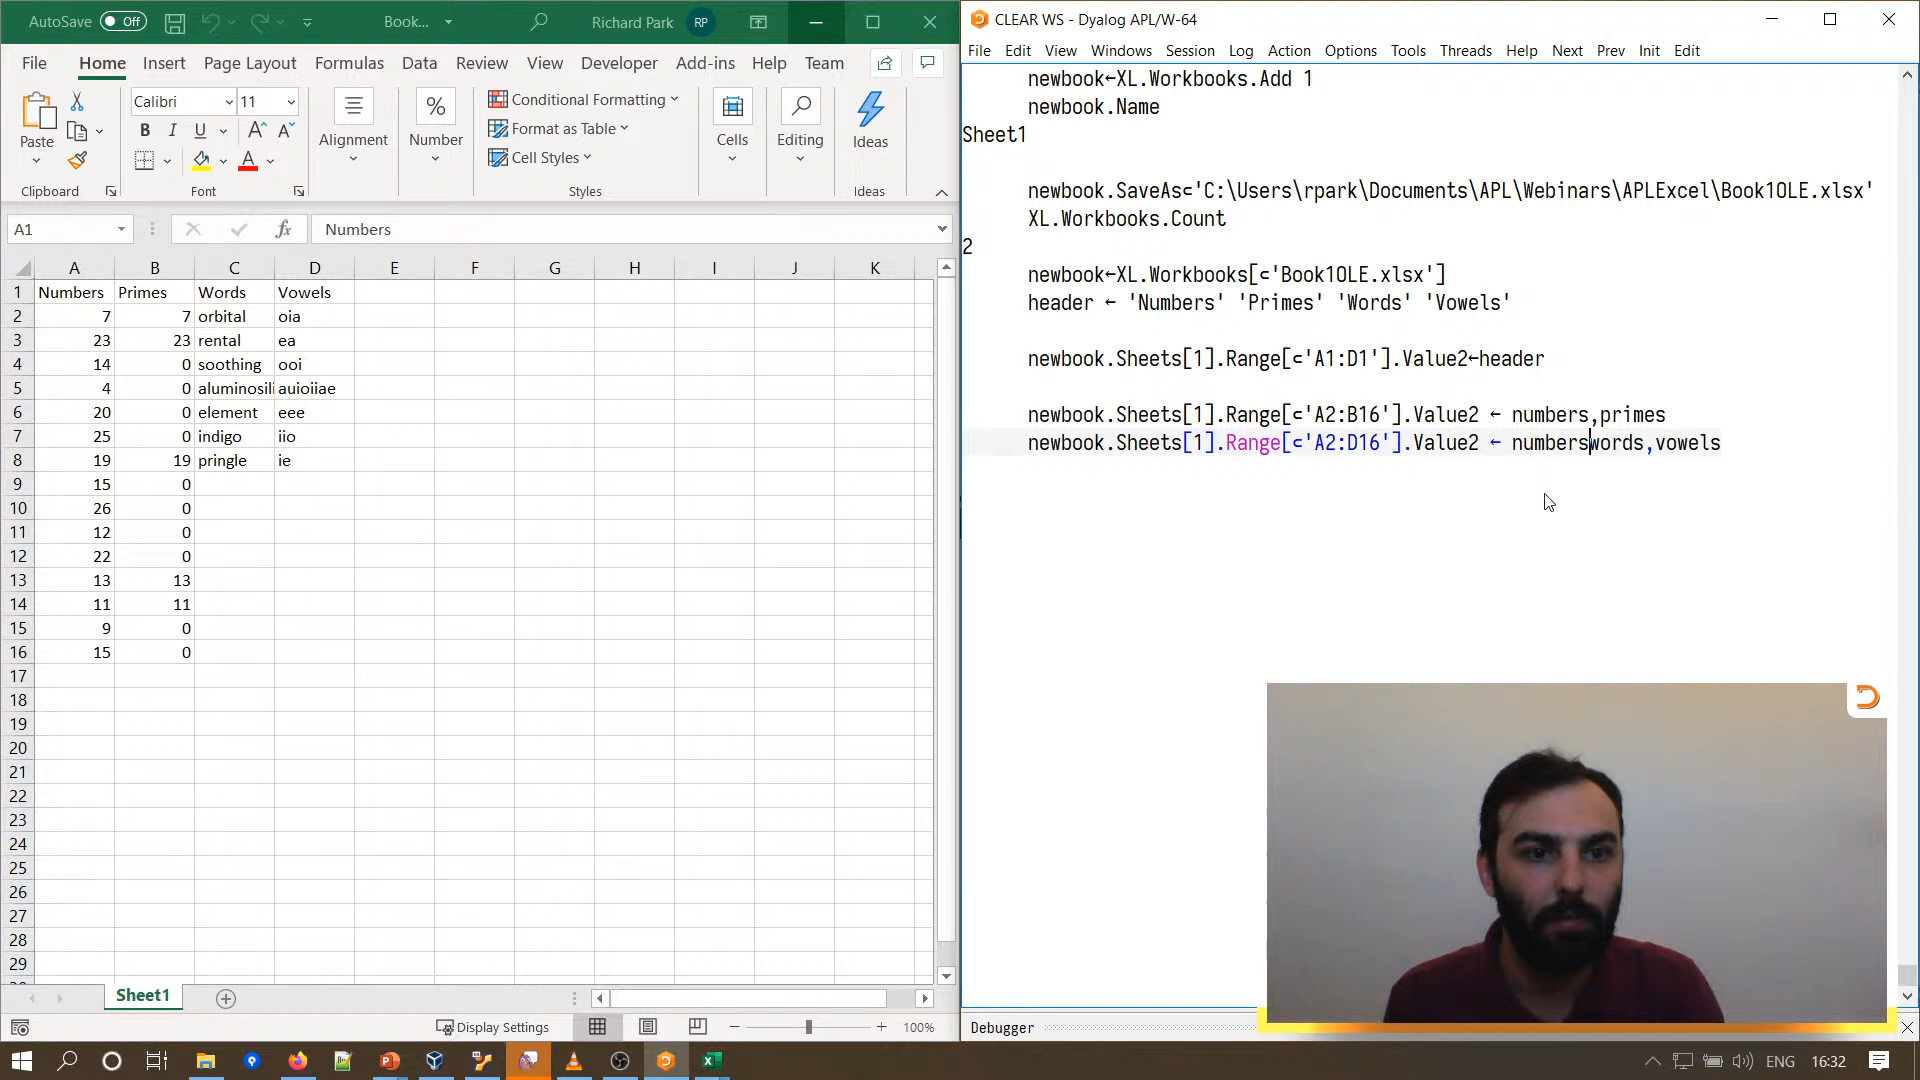 AutoSave Off Book... Richard Park RP
File Home Insert Page Layout Formulas Data Review View Developer Add-ins Help Team
Paste
Calibri 11
B I U A A
A
Alignment
%
Number
Conditional Formatting
Format as Table
Cell Styles
Cells
Editing
Ideas
Clipboard Font Styles Ideas
A1 fx Numbers
A B C D E F G H I J K
1 Numbers Primes Words Vowels
2 7 7 orbital oia
3 23 23 rental ea
4 14 0 soothing ooi
5 4 0 aluminosili auioiiae
6 20 0 element eee
7 25 0 indigo iio
8 19 19 pringle ie
9 15 0
10 26 0
11 12 0
12 22 0
13 13 13
14 11 11
15 9 0
16 15 0
17
18
19
20
21
22
23
24
25
26
27
28
29
Sheet1
Display Settings 100%
CLEAR WS - Dyalog APL/W-64
File Edit View Windows Session Log Action Options Tools Threads Help Next Prev Init Edit
newbook←XL.Workbooks.Add 1
newbook.Name
Sheet1
newbook.SaveAs⊂'C:\Users\rpark\Documents\APL\Webinars\APLExcel\Book1OLE.xlsx'
XL.Workbooks.Count
2
newbook←XL.Workbooks[⊂'Book1OLE.xlsx']
header ← 'Numbers' 'Primes' 'Words' 'Vowels'
newbook.Sheets[1].Range[⊂'A1:D1'].Value2←header
newbook.Sheets[1].Range[⊂'A2:B16'].Value2 ← numbers,primes
newbook.Sheets[1].Range[⊂'A2:D16'].Value2 ← numberswords,vowels
Debugger
ENG 16:32